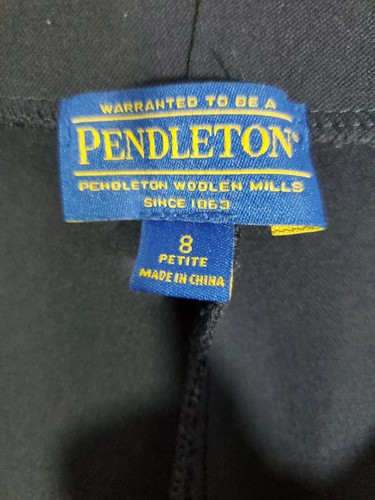 WARRANTED TO BE A
PENDLETON®
PENDLETON WOOLEN MILLS
SINCE 1863
8
PETITE
MADE IN CHINA